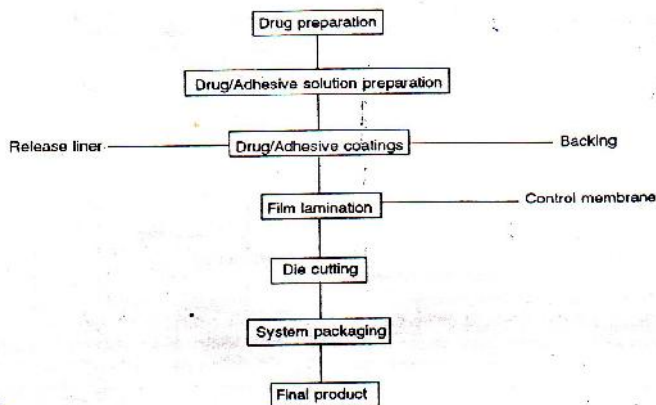 Drug preparation
Drug/Adhesive solution preparation
Release liner
Drug/Adhesive coatings
Backing
Film lamination
Control membrane
Die cutting
System packaging
Final product